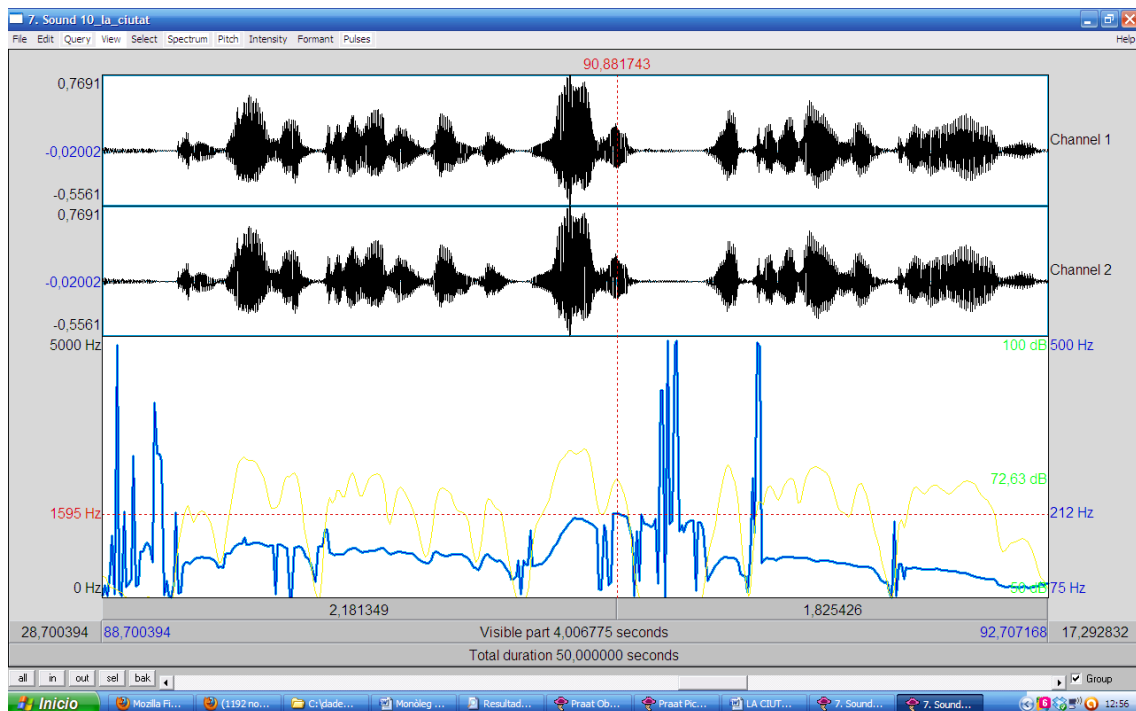 7. Sound 10_la_ciutat
File Edit Query View Select Spectrum Pitch Intensity Formant Pulses Help
90,881743
0,7691
-0,02002
-0,5561
Channel 1
0,7691
-0,02002
-0,5561
Channel 2
5000 Hz 100 dB 500 Hz
72,63 dB
1595 Hz 212 Hz
0 Hz 50 dB 75 Hz
2,181349 1,825426
28,700394 88,700394 Visible part 4,006775 seconds 92,707168 17,292832
Total duration 50,000000 seconds
all in out sel bak Group
Inicio Mozilla Fi... (1192 no... C:\dade... Monòleg ... Resultad... Praat Ob... Praat Pic... LA CIUT... 7. Sound... 7. Soun... 12:56